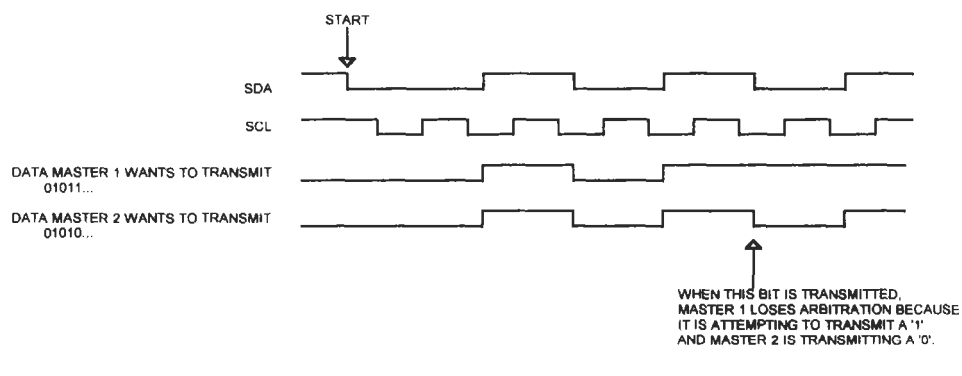 START
SDA
SCL
DATA MASTER 1 WANTS TO TRANSMIT
01011...
DATA MASTER 2 WANTS TO TRANSMIT
01010...
WHEN THIS BIT IS TRANSMITTED,
MASTER 1 LOSES ARBITRATION BECAUSE
IT IS ATTEMPTING TO TRANSMIT A '1'
AND MASTER 2 IS TRANSMITTING A '0'.